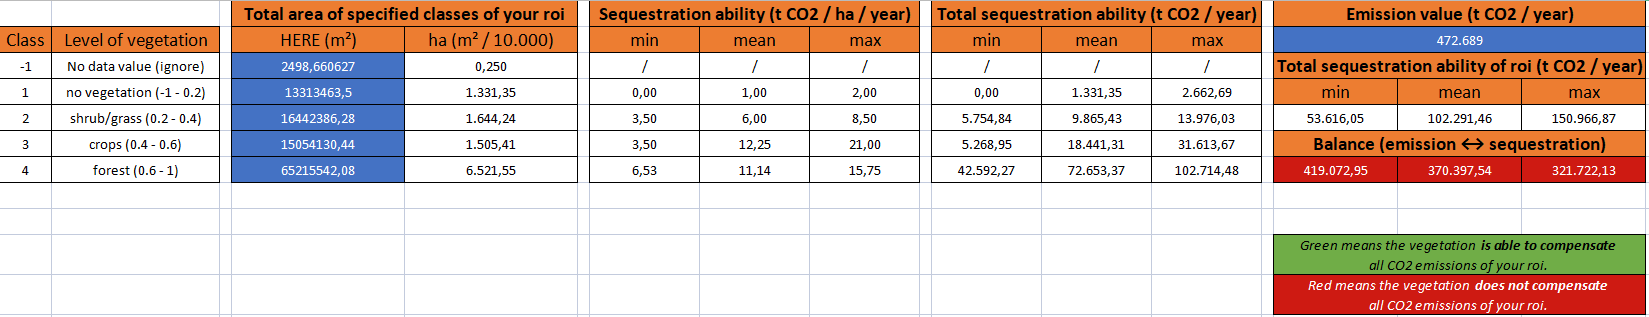 Total area of specified classes of your roi Sequestration ability (t CO2 / ha / year) Total sequestration ability (t CO2 / year) Emission value (t CO2 / year)
Class Level of vegetation HERE (m²) ha (m² / 10.000) min mean max min mean max 472.689
-1 No data value (ignore) 2498,660627 0,250 / / / / / / Total sequestration ability of roi (t CO2 / year)
1 no vegetation (-1 - 0.2) 13313463,5 1.331,35 0,00 1,00 2,00 0,00 1.331,35 2.662,69 min mean max
2 shrub/grass (0.2 - 0.4) 16442386,28 1.644,24 3,50 6,00 8,50 5.754,84 9.865,43 13.976,03 53.616,05 102.291,46 150.966,87
3 crops (0.4 - 0.6) 15054130,44 1.505,41 3,50 12,25 21,00 5.268,95 18.441,31 31.613,67 Balance (emission <-> sequestration)
4 forest (0.6 - 1) 65215542,08 6.521,55 6,53 11,14 15,75 42.592,27 72.653,37 102.714,48 419.072,95 370.397,54 321.722,13
Green means the vegetation is able to compensate
all CO2 emissions of your roi.
Red means the vegetation does not compensate
all CO2 emissions of your roi.